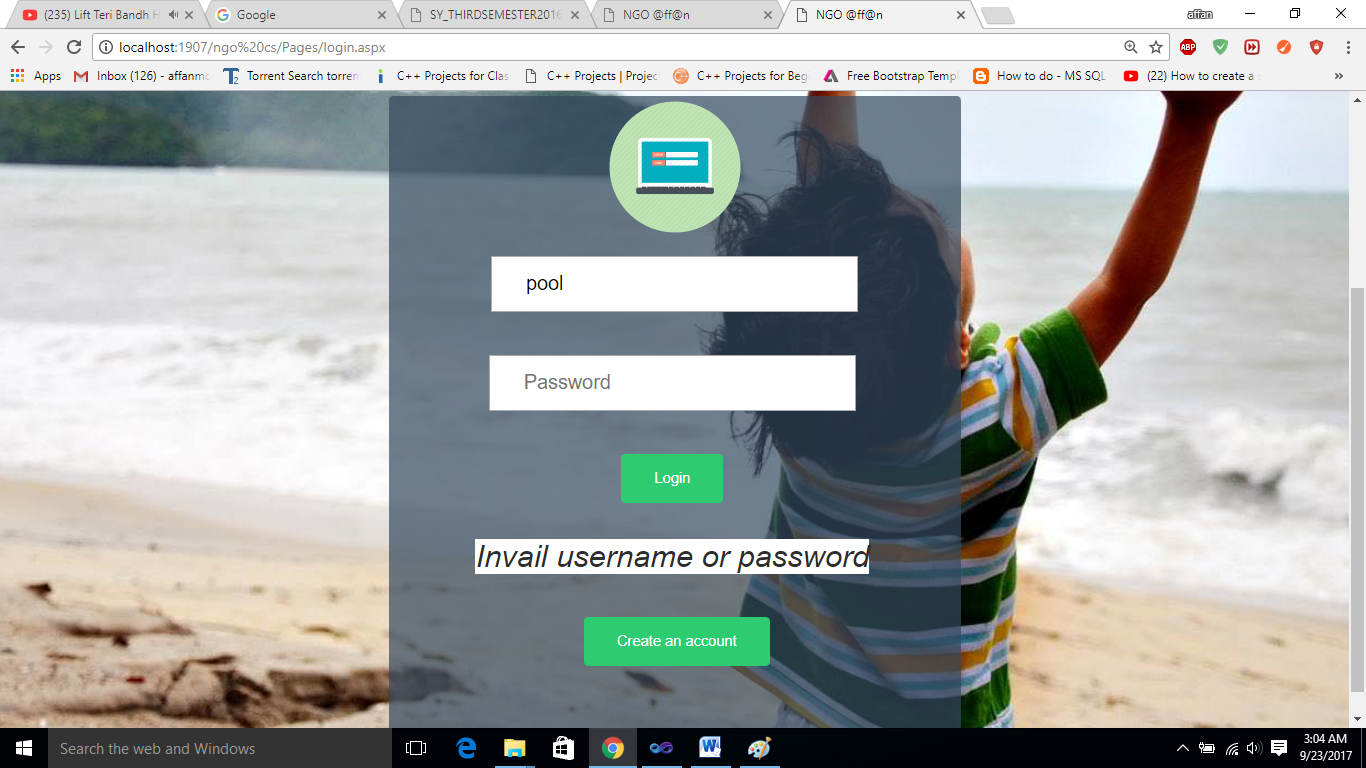 (235) Lift Teri Bandh H
Google
SY_THIRDSEMESTER2016
NGO @ff@n
NGO @ff@n
affan
localhost:1907/ngo%20cs/Pages/login.aspx
ABP
Apps
Inbox (126) - affanmo
Torrent Search torren
C++ Projects for Clas
C++ Projects | Projec
C++ Projects for Beg
Free Bootstrap Templ
How to do - MS SQL
(22) How to create a
»
pool
Password
Login
Invail username or password
Create an account
Search the web and Windows
3:04 AM
9/23/2017